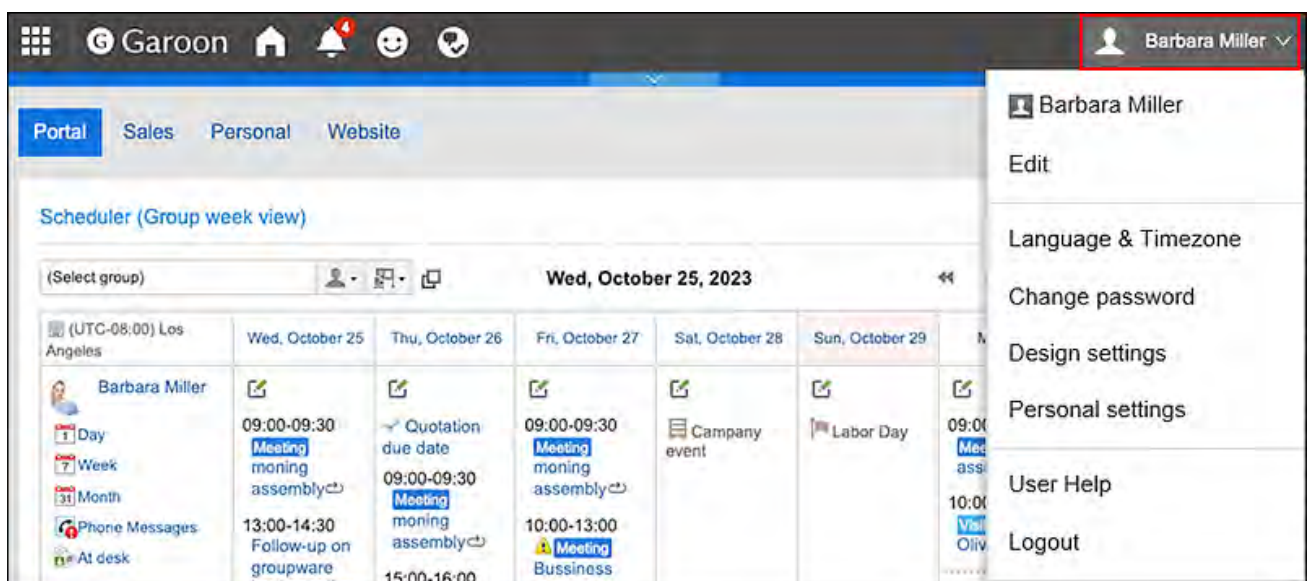 Garoon
4
Barbara Miller
Portal Sales Personal Website
Barbara Miller
Edit
Language & Timezone
Change password
Design settings
Personal settings
User Help
Logout
Scheduler (Group week view)
(Select group)
Wed, October 25, 2023
(UTC-08:00) Los
Angeles
Wed, October 25
Thu, October 26
Fri, October 27
Sat, October 28
Sun, October 29
Barbara Miller
1 Day
7 Week
31 Month
Phone Messages
At desk
09:00-09:30
Meeting
moning
assembly
13:00-14:30
Follow-up on
groupware
Quotation
due date
09:00-09:30
Meeting
moning
assembly
15:00-16:00
09:00-09:30
Meeting
moning
assembly
10:00-13:00
Meeting
Bussiness
Campany
event
Labor Day